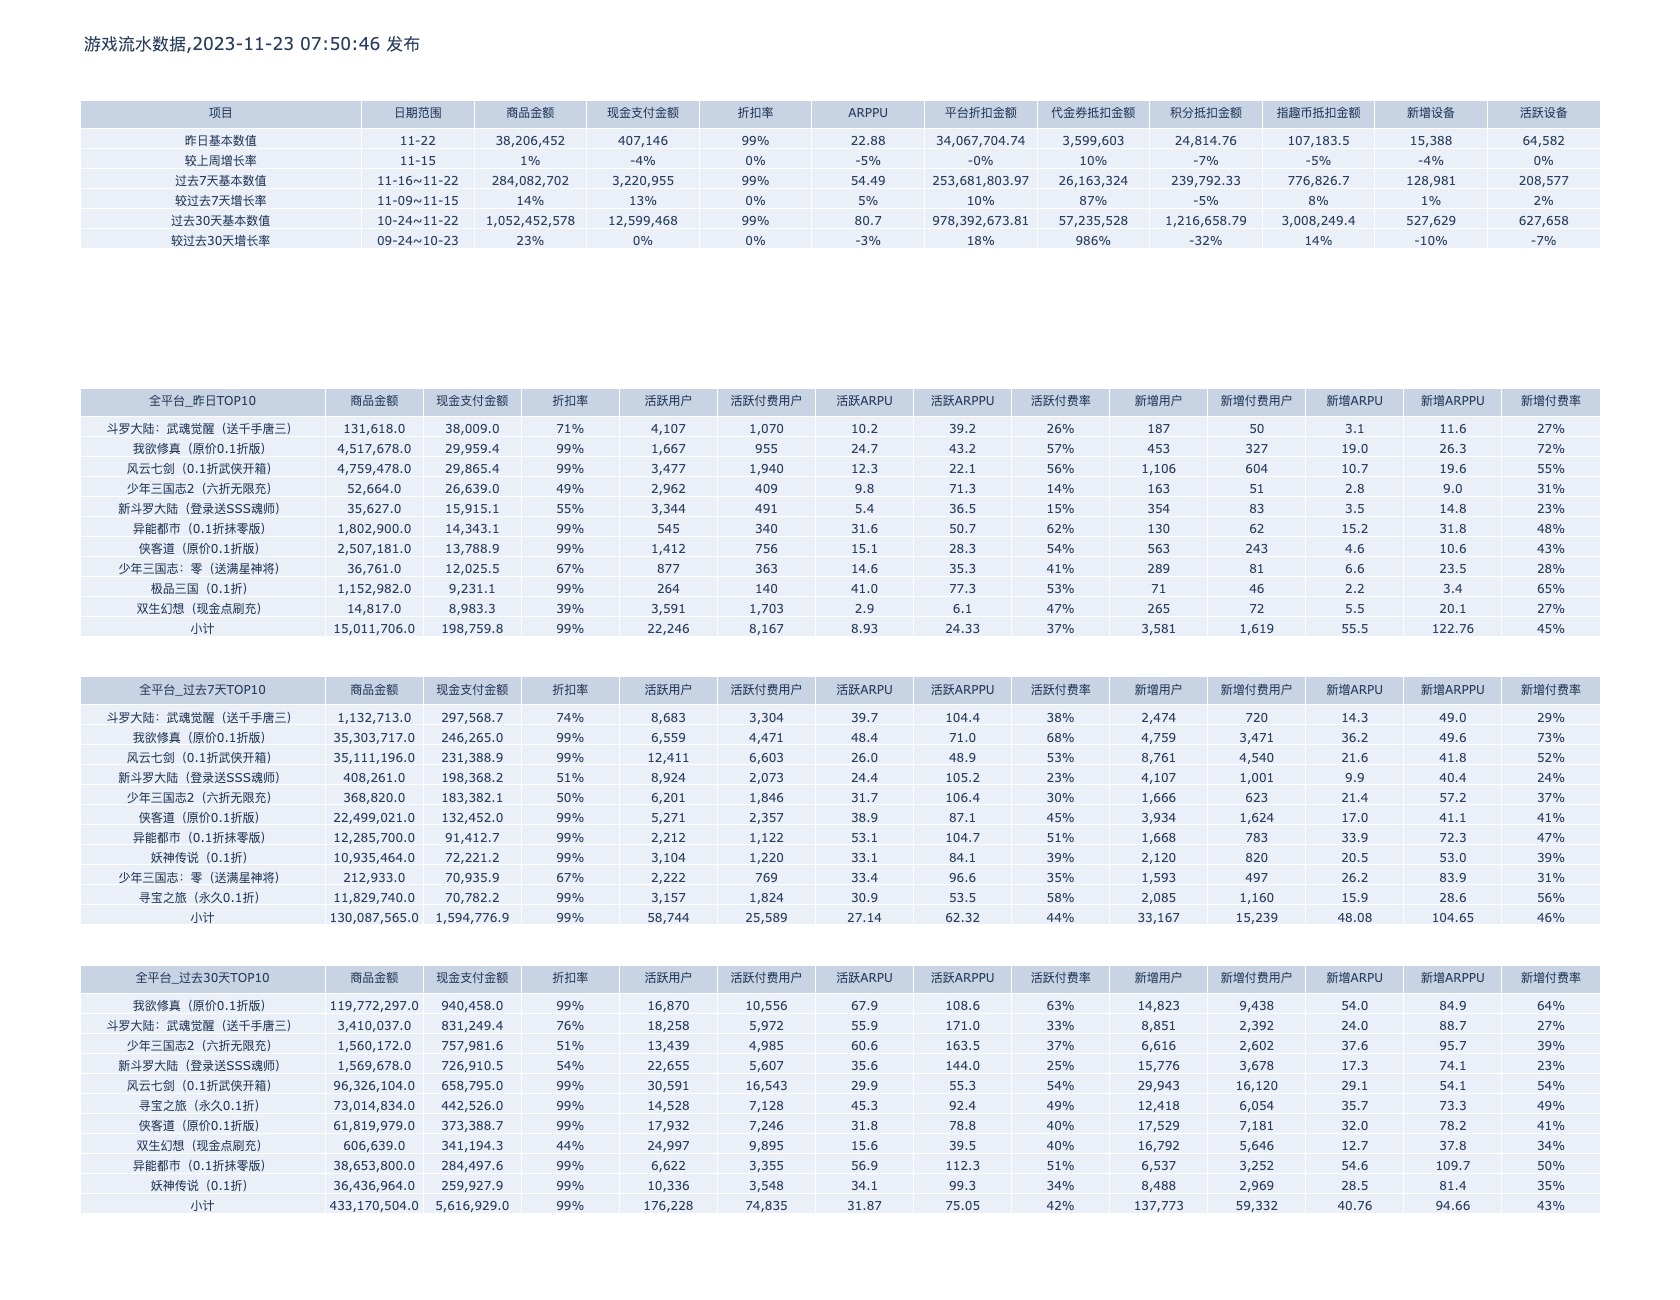 游戏流水数据,2023-11-23 07:50:46 发布
项目 日期范围 商品金额 现金支付金额 折扣率 ARPPU 平台折扣金额 代金券抵扣金额 积分抵扣金额 指趣币抵扣金额 新增设备 活跃设备
昨日基本数值 11-22 38,206,452 407,146 99% 22.88 34,067,704.74 3,599,603 24,814.76 107,183.5 15,388 64,582
较上周增长率 11-15 1% -4% 0% -5% -0% 10% -7% -5% -4% 0%
过去7天基本数值 11-16~11-22 284,082,702 3,220,955 99% 54.49 253,681,803.97 26,163,324 239,792.33 776,826.7 128,981 208,577
较过去7天增长率 11-09~11-15 14% 13% 0% 5% 10% 87% -5% 8% 1% 2%
过去30天基本数值 10-24~11-22 1,052,452,578 12,599,468 99% 80.7 978,392,673.81 57,235,528 1,216,658.79 3,008,249.4 527,629 627,658
较过去30天增长率 09-24~10-23 23% 0% 0% -3% 18% 986% -32% 14% -10% -7%
全平台_昨日TOP10 商品金额 现金支付金额 折扣率 活跃用户 活跃付费用户 活跃ARPU 活跃ARPPU 活跃付费率 新增用户 新增付费用户 新增ARPU 新增ARPPU 新增付费率
斗罗大陆：武魂觉醒（送千手唐三） 131,618.0 38,009.0 71% 4,107 1,070 10.2 39.2 26% 187 50 3.1 11.6 27%
我欲修真（原价0.1折版） 4,517,678.0 29,959.4 99% 1,667 955 24.7 43.2 57% 453 327 19.0 26.3 72%
风云七剑（0.1折武侠开箱） 4,759,478.0 29,865.4 99% 3,477 1,940 12.3 22.1 56% 1,106 604 10.7 19.6 55%
少年三国志2（六折无限充） 52,664.0 26,639.0 49% 2,962 409 9.8 71.3 14% 163 51 2.8 9.0 31%
新斗罗大陆（登录送SSS魂师） 35,627.0 15,915.1 55% 3,344 491 5.4 36.5 15% 354 83 3.5 14.8 23%
异能都市（0.1折抹零版） 1,802,900.0 14,343.1 99% 545 340 31.6 50.7 62% 130 62 15.2 31.8 48%
侠客道（原价0.1折版） 2,507,181.0 13,788.9 99% 1,412 756 15.1 28.3 54% 563 243 4.6 10.6 43%
少年三国志：零（送满星神将） 36,761.0 12,025.5 67% 877 363 14.6 35.3 41% 289 81 6.6 23.5 28%
极品三国（0.1折） 1,152,982.0 9,231.1 99% 264 140 41.0 77.3 53% 71 46 2.2 3.4 65%
双生幻想（现金点刷充） 14,817.0 8,983.3 39% 3,591 1,703 2.9 6.1 47% 265 72 5.5 20.1 27%
小计 15,011,706.0 198,759.8 99% 22,246 8,167 8.93 24.33 37% 3,581 1,619 55.5 122.76 45%
全平台_过去7天TOP10 商品金额 现金支付金额 折扣率 活跃用户 活跃付费用户 活跃ARPU 活跃ARPPU 活跃付费率 新增用户 新增付费用户 新增ARPU 新增ARPPU 新增付费率
斗罗大陆：武魂觉醒（送千手唐三） 1,132,713.0 297,568.7 74% 8,683 3,304 39.7 104.4 38% 2,474 720 14.3 49.0 29%
我欲修真（原价0.1折版） 35,303,717.0 246,265.0 99% 6,559 4,471 48.4 71.0 68% 4,759 3,471 36.2 49.6 73%
风云七剑（0.1折武侠开箱） 35,111,196.0 231,388.9 99% 12,411 6,603 26.0 48.9 53% 8,761 4,540 21.6 41.8 52%
新斗罗大陆（登录送SSS魂师） 408,261.0 198,368.2 51% 8,924 2,073 24.4 105.2 23% 4,107 1,001 9.9 40.4 24%
少年三国志2（六折无限充） 368,820.0 183,382.1 50% 6,201 1,846 31.7 106.4 30% 1,666 623 21.4 57.2 37%
侠客道（原价0.1折版） 22,499,021.0 132,452.0 99% 5,271 2,357 38.9 87.1 45% 3,934 1,624 17.0 41.1 41%
异能都市（0.1折抹零版） 12,285,700.0 91,412.7 99% 2,212 1,122 53.1 104.7 51% 1,668 783 33.9 72.3 47%
妖神传说（0.1折） 10,935,464.0 72,221.2 99% 3,104 1,220 33.1 84.1 39% 2,120 820 20.5 53.0 39%
少年三国志：零（送满星神将） 212,933.0 70,935.9 67% 2,222 769 33.4 96.6 35% 1,593 497 26.2 83.9 31%
寻宝之旅（永久0.1折） 11,829,740.0 70,782.2 99% 3,157 1,824 30.9 53.5 58% 2,085 1,160 15.9 28.6 56%
小计 130,087,565.0 1,594,776.9 99% 58,744 25,589 27.14 62.32 44% 33,167 15,239 48.08 104.65 46%
全平台_过去30天TOP10 商品金额 现金支付金额 折扣率 活跃用户 活跃付费用户 活跃ARPU 活跃ARPPU 活跃付费率 新增用户 新增付费用户 新增ARPU 新增ARPPU 新增付费率
我欲修真（原价0.1折版） 119,772,297.0 940,458.0 99% 16,870 10,556 67.9 108.6 63% 14,823 9,438 54.0 84.9 64%
斗罗大陆：武魂觉醒（送千手唐三） 3,410,037.0 831,249.4 76% 18,258 5,972 55.9 171.0 33% 8,851 2,392 24.0 88.7 27%
少年三国志2（六折无限充） 1,560,172.0 757,981.6 51% 13,439 4,985 60.6 163.5 37% 6,616 2,602 37.6 95.7 39%
新斗罗大陆（登录送SSS魂师） 1,569,678.0 726,910.5 54% 22,655 5,607 35.6 144.0 25% 15,776 3,678 17.3 74.1 23%
风云七剑（0.1折武侠开箱） 96,326,104.0 658,795.0 99% 30,591 16,543 29.9 55.3 54% 29,943 16,120 29.1 54.1 54%
寻宝之旅（永久0.1折） 73,014,834.0 442,526.0 99% 14,528 7,128 45.3 92.4 49% 12,418 6,054 35.7 73.3 49%
侠客道（原价0.1折版） 61,819,979.0 373,388.7 99% 17,932 7,246 31.8 78.8 40% 17,529 7,181 32.0 78.2 41%
双生幻想（现金点刷充） 606,639.0 341,194.3 44% 24,997 9,895 15.6 39.5 40% 16,792 5,646 12.7 37.8 34%
异能都市（0.1折抹零版） 38,653,800.0 284,497.6 99% 6,622 3,355 56.9 112.3 51% 6,537 3,252 54.6 109.7 50%
妖神传说（0.1折） 36,436,964.0 259,927.9 99% 10,336 3,548 34.1 99.3 34% 8,488 2,969 28.5 81.4 35%
小计 433,170,504.0 5,616,929.0 99% 176,228 74,835 31.87 75.05 42% 137,773 59,332 40.76 94.66 43%